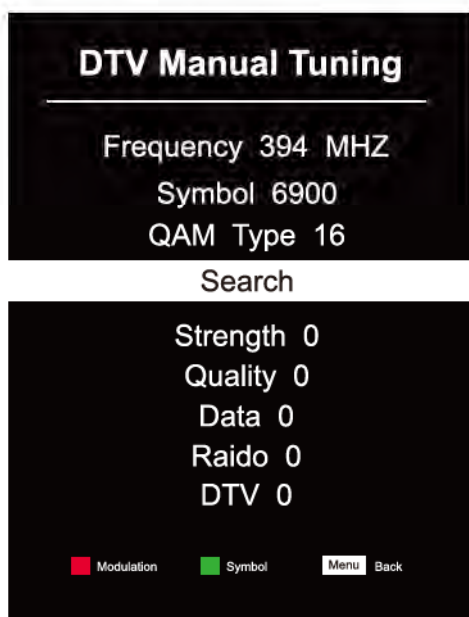 DTV Manual Tuning
Frequency 394 MHZ
Symbol 6900
QAM Type 16
Search
Strength 0
Quality 0
Data 0
Raido 0
DTV 0
Modulation Symbol Menu Back